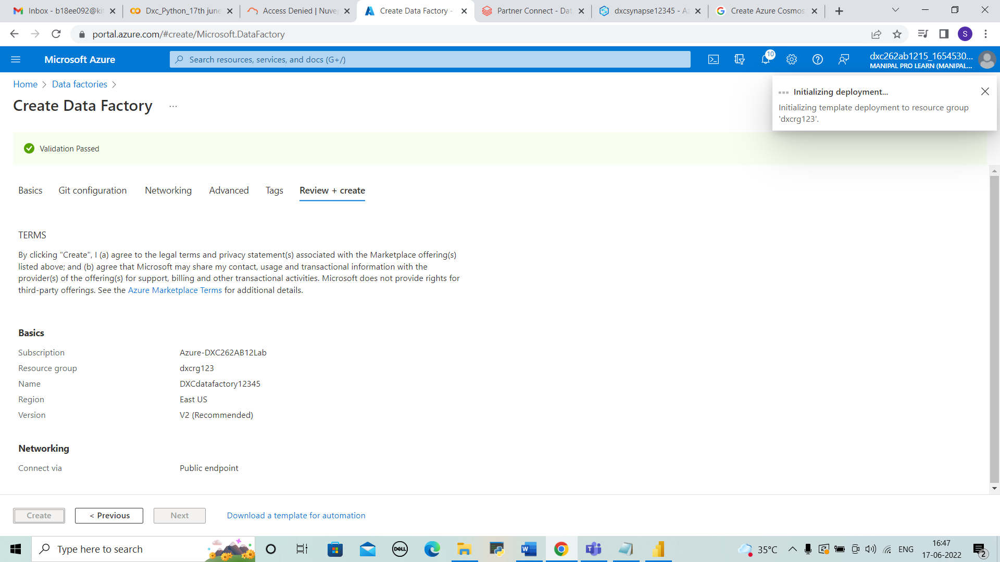 Inbox - b18ee092@ki
Dxc_Python_17th june
Access Denied | Nuve
Create Data Factory -
Partner Connect - Dat
dxcsynapse12345 - A
Create Azure Cosmos
portal.azure.com/#create/Microsoft.DataFactory
S
Microsoft Azure
Search resources, services, and docs (G+/)
10
dxc262ab1215_1654530...
MANIPAL PRO LEARN (MANIPAL...
Home > Data factories >
Create Data Factory ...
Initializing deployment...
Initializing template deployment to resource group
'dxcrg123'.
Validation Passed
Basics Git configuration Networking Advanced Tags Review + create
TERMS
By clicking "Create", I (a) agree to the legal terms and privacy statement(s) associated with the Marketplace offering(s)
listed above; and (b) agree that Microsoft may share my contact, usage and transactional information with the
provider(s) of the offering(s) for support, billing and other transactional activities. Microsoft does not provide rights for
third-party offerings. See the Azure Marketplace Terms for additional details.
Basics
Subscription Azure-DXC262AB12Lab
Resource group dxcrg123
Name DXCdatafactory12345
Region East US
Version V2 (Recommended)
Networking
Connect via Public endpoint
Create < Previous Next Download a template for automation
Type here to search
DELL
35°C
ENG
16:47
17-06-2022
2